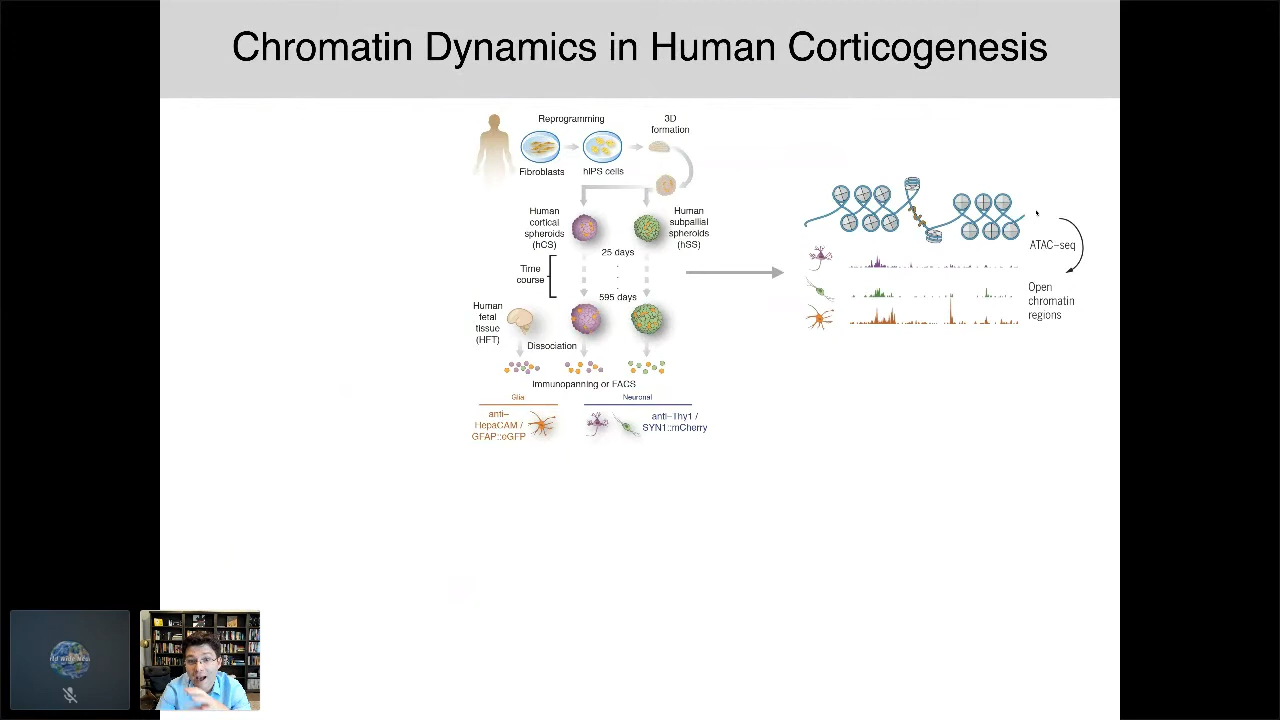 Chromatin Dynamics in Human Corticogenesis
Reprogramming
3D
formation
Fibroblasts
hIPS cells
Human
cortical
spheroids
(hCS)
Human
subpallial
spheroids
(hSS)
25 days
Time
course
595 days
Human
fetal
tissue
(HFT)
Dissociation
Immunopanning or FACS
Glia
Neuronal
anti–
HepaCAM /
GFAP::eGFP
anti–Thy1 /
SYN1::mCherry
ATAC–seq
Open
chromatin
regions